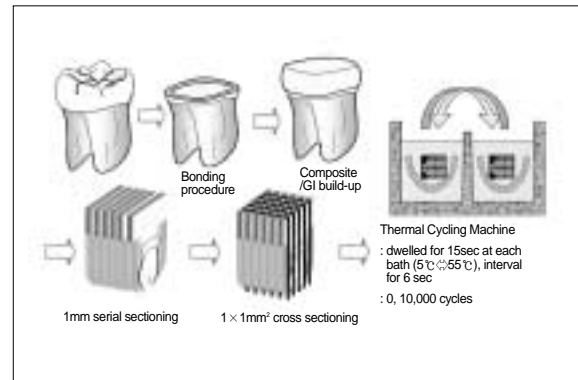 Bonding
procedure
Composite
/GI build-up
1mm serial sectioning
1×1mm² cross sectioning
Thermal Cycling Machine
: dwelled for 15sec at each
bath (5℃⇔55℃), interval
for 6 sec
: 0, 10,000 cycles